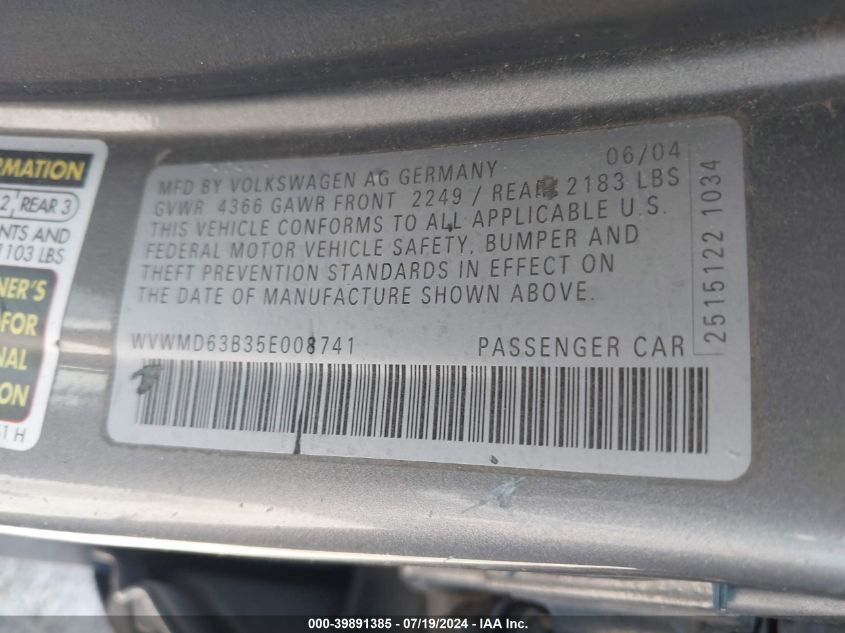 RMATION
2, REAR 3
NTS AND
1103 LBS
NER'S
FOR
NAL
ON
H
06/04
MFD BY VOLKSWAGEN AG GERMANY
GVWR 4366 GAWR FRONT 2249 / REAR 2183 LBS
THIS VEHICLE CONFORMS TO ALL APPLICABLE U.S.
FEDERAL MOTOR VEHICLE SAFETY, BUMPER AND
THEFT PREVENTION STANDARDS IN EFFECT ON
THE DATE OF MANUFACTURE SHOWN ABOVE.
WVWMD63B35E008741 PASSENGER CAR
2515122 1034
000-39891385 - 07/19/2024 - IMPACT, INC.